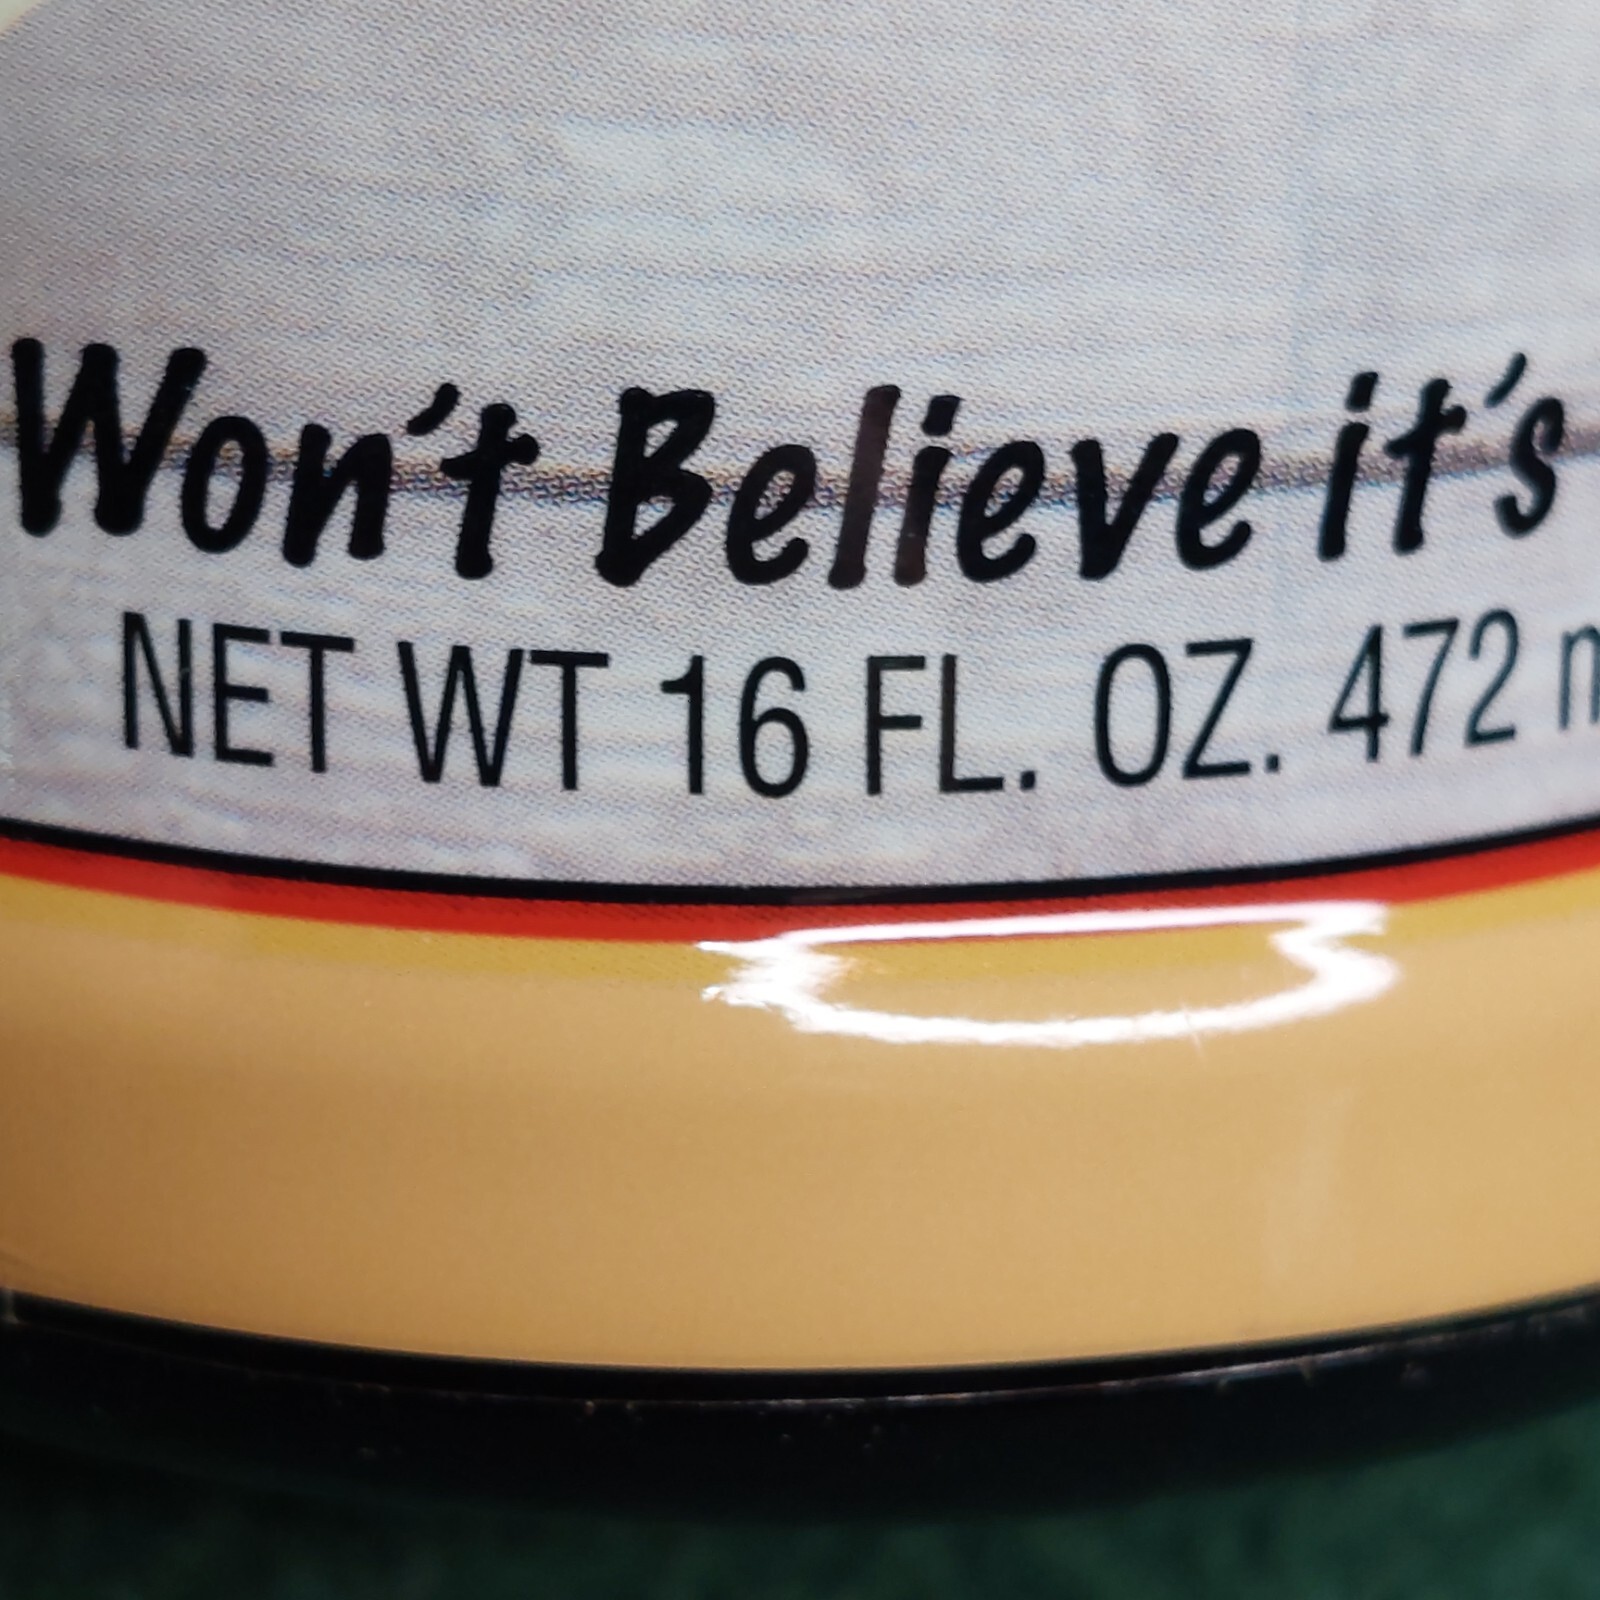 Won't Believe it's
NET WT 16 FL. OZ. 472 m